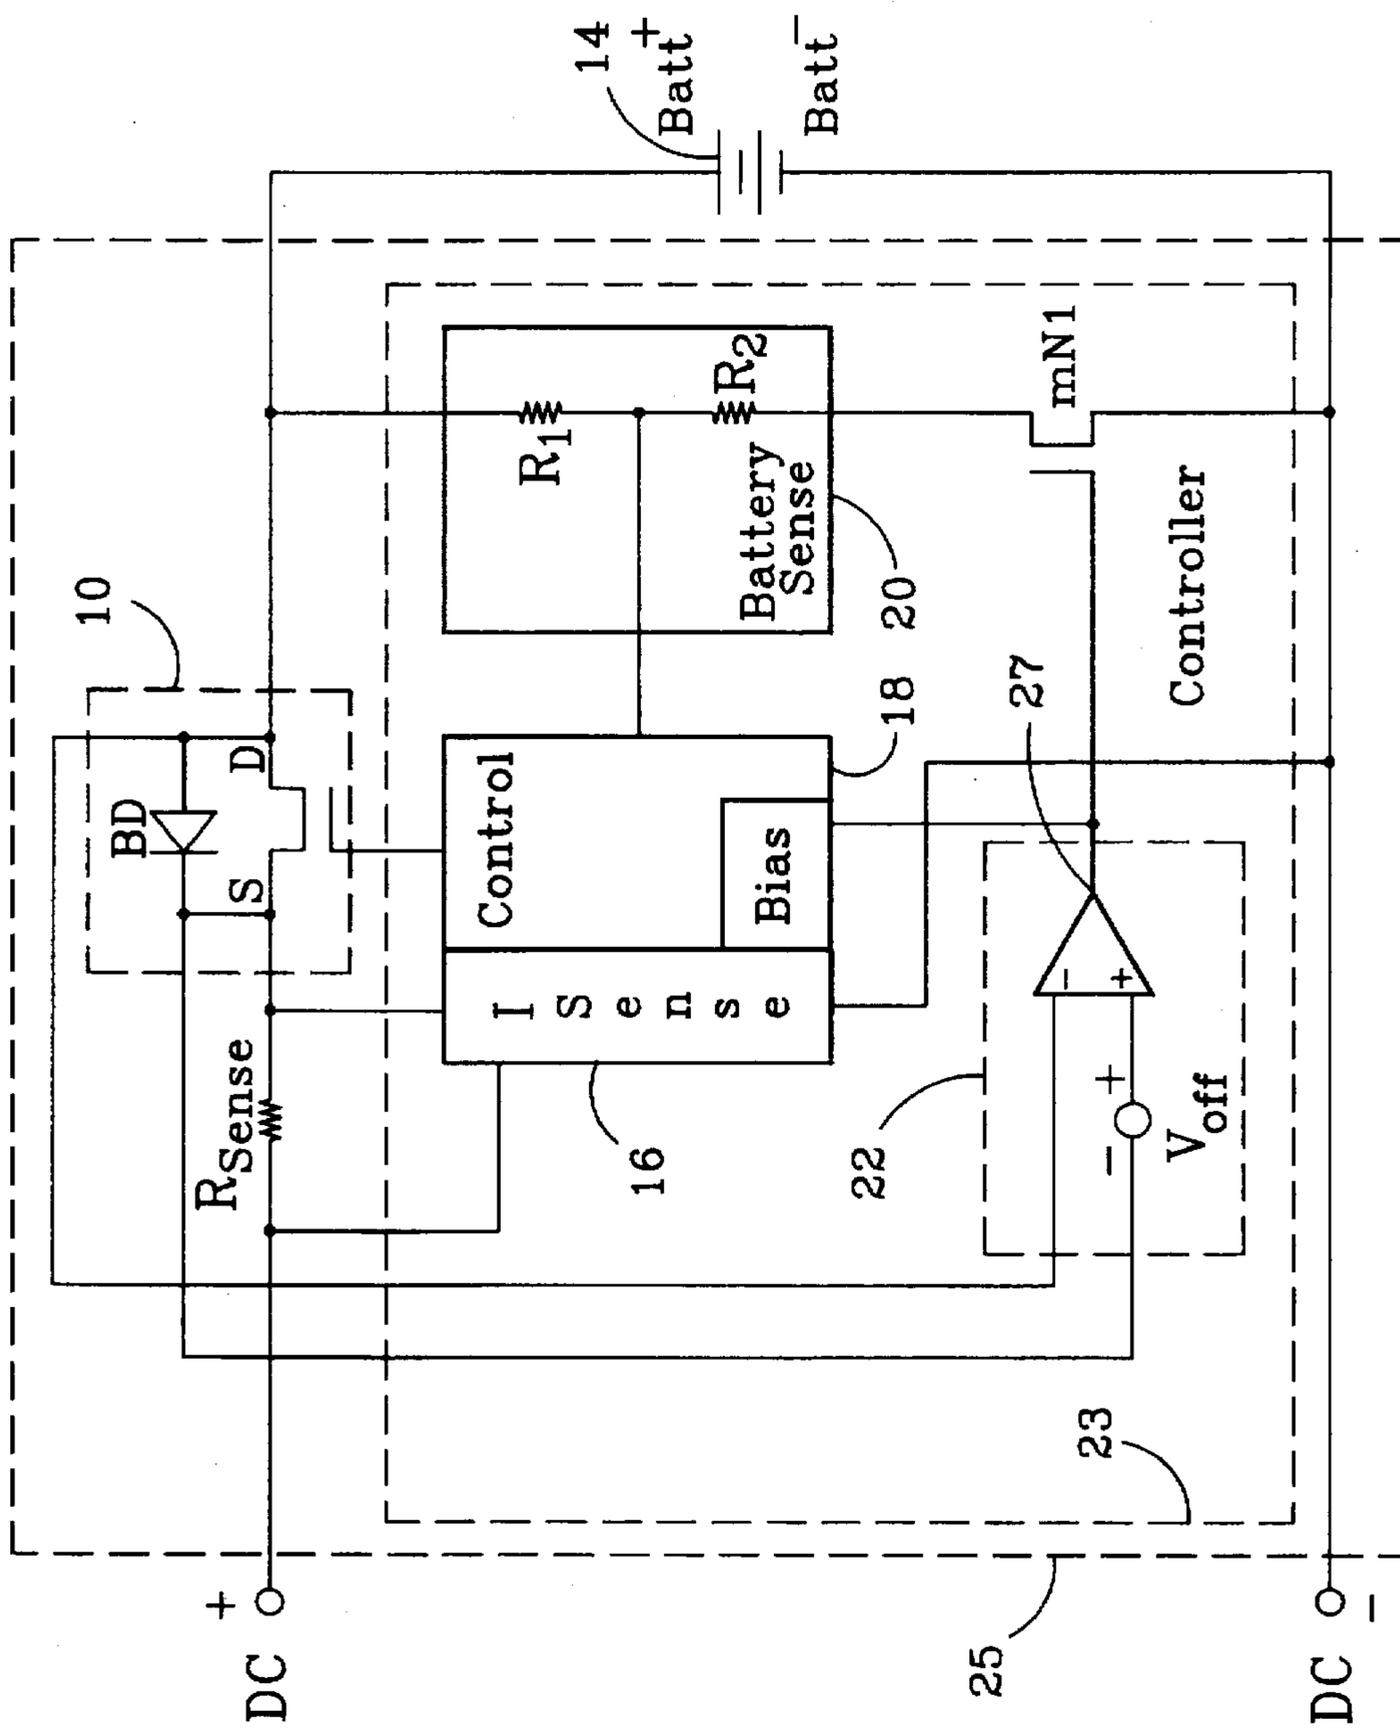 14
Batt +
Batt −
10
BD
D
S
R1
R2
Battery
Sense
20
mN1
Control
Bias
18
I Sense
16
27
Controller
RSense
22
−
+
+
−
Voff
23
25
+
DC
DC
−